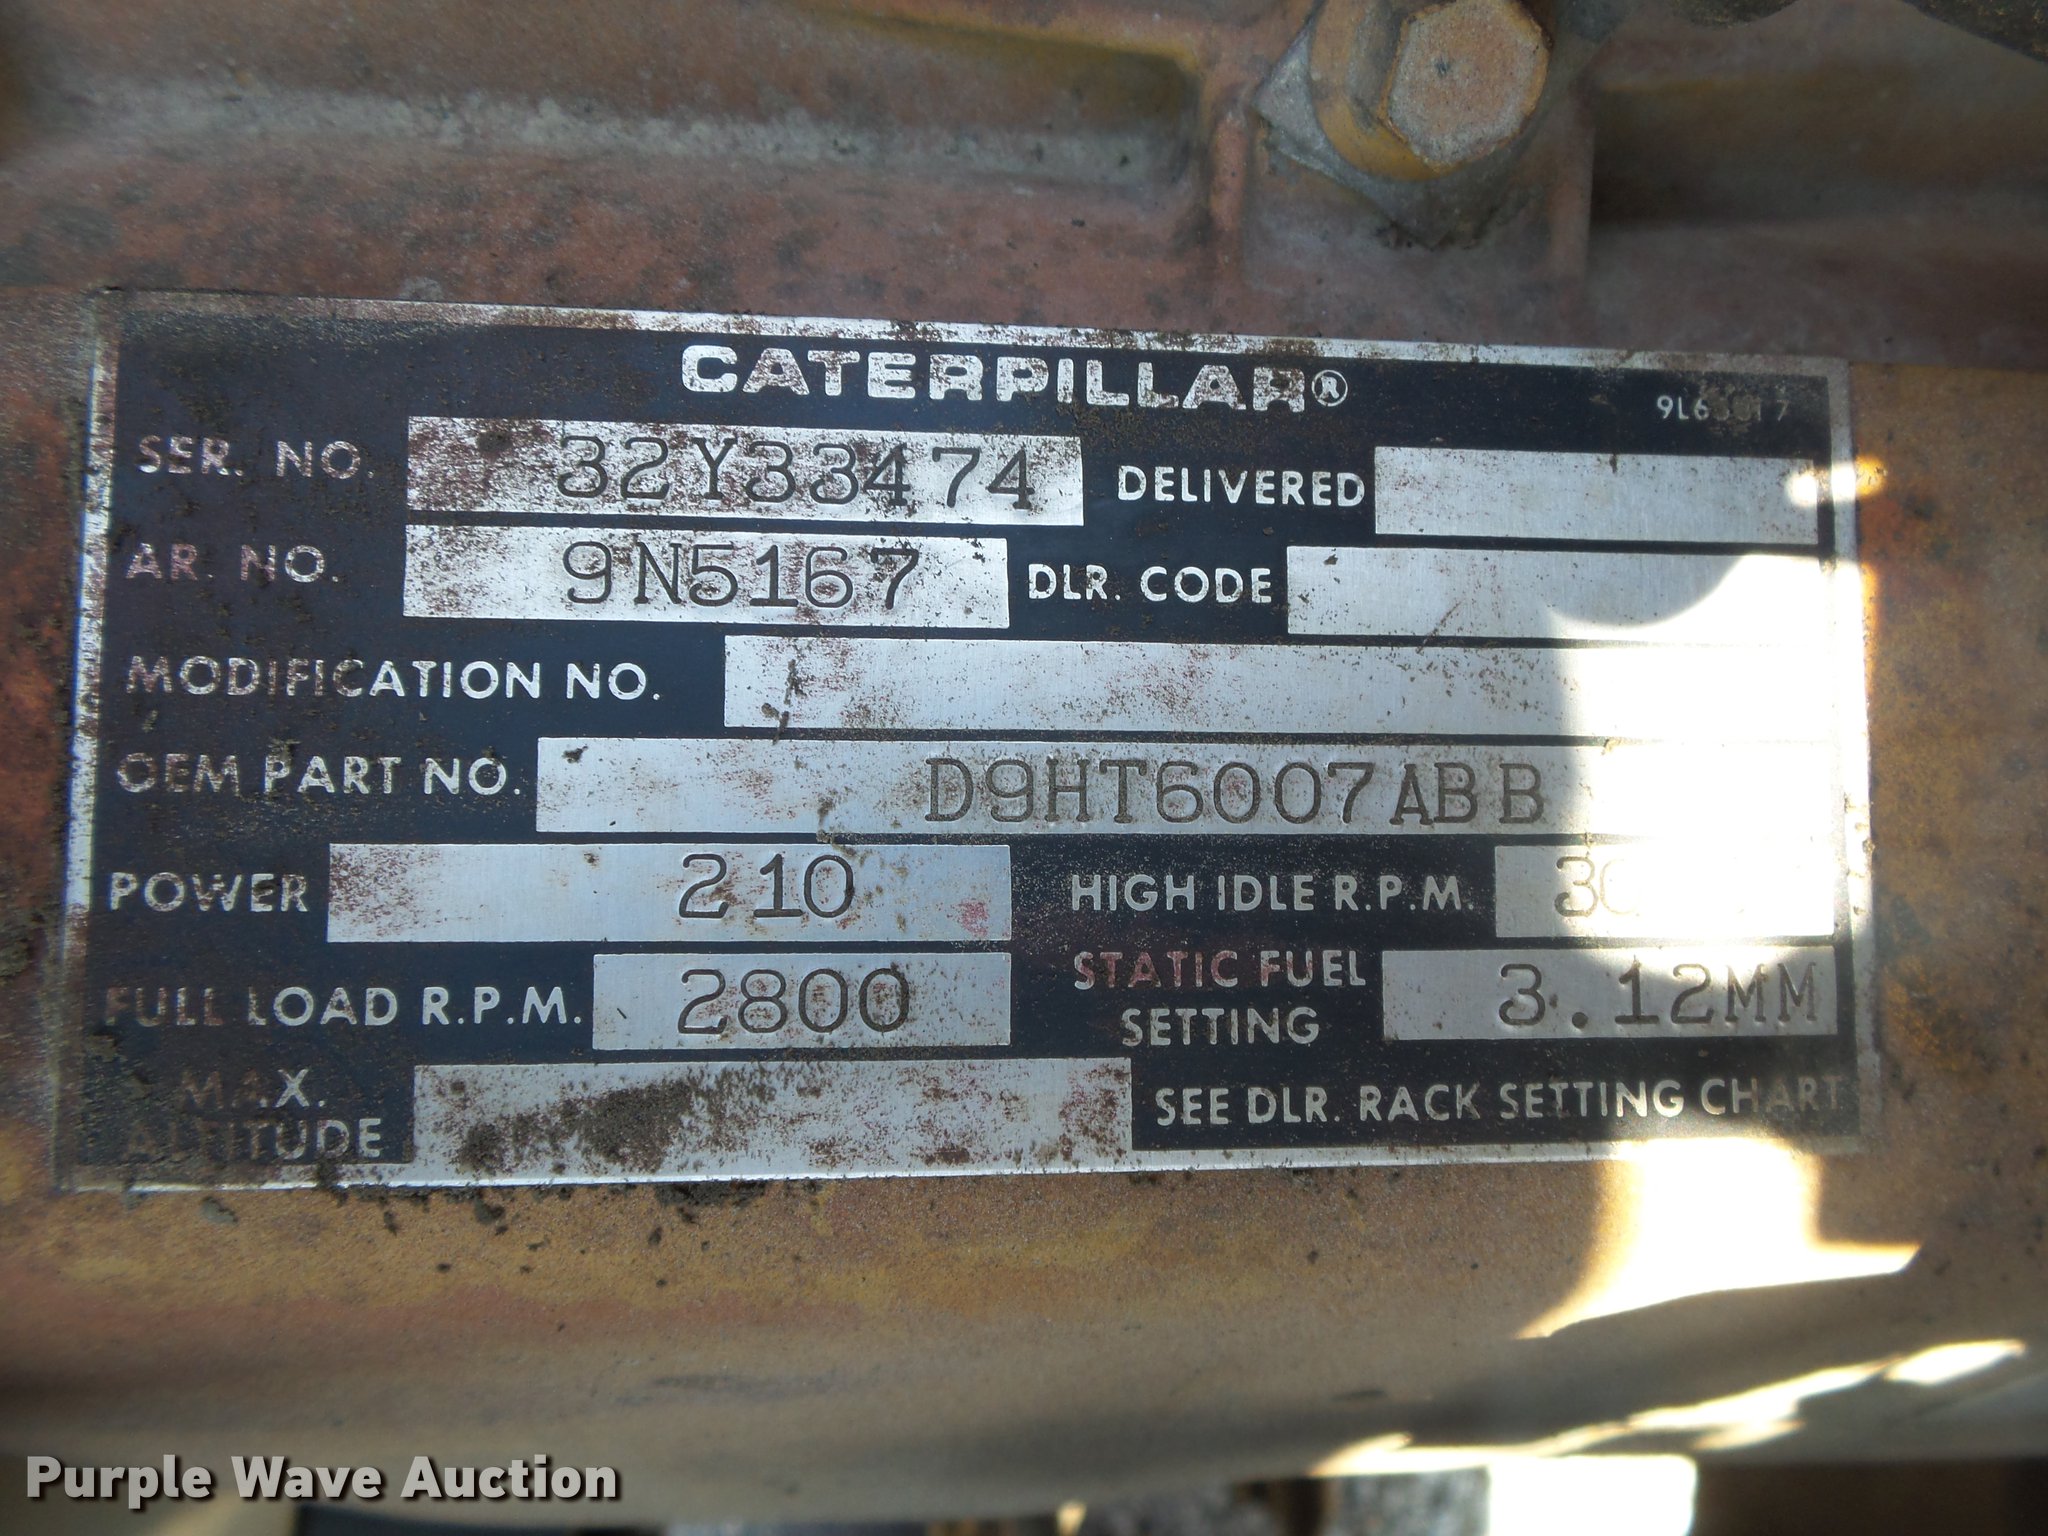 CATERPILLAR®
SER. NO. 32Y33474 DELIVERED
AR. NO. 9N5167 DLR. CODE
MODIFICATION NO.
OEM PART NO. D9HT6007ABB
POWER 210 HIGH IDLE R.P.M.
FULL LOAD R.P.M. 2800 STATIC FUEL SETTING 3.12MM
MAX. ALTITUDE SEE DLR. RACK SETTING CHART
Purple Wave Auction